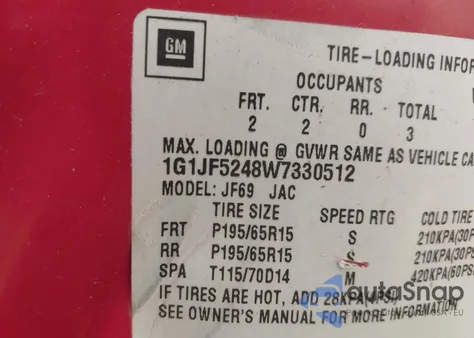 GM
TIRE-LOADING INFOR
OCCUPANTS
FRT. CTR. RR. TOTAL
2 2 0 3
MAX. LOADING @ GVWR SAME AS VEHICLE CA
1G1JF5248W7330512
MODEL: JF69 JAC
TIRE SIZE SPEED RTG COLD TIRE
FRT P195/65R15 S 210KPA(30P
RR P195/65R15 S 210KPA(30PS
SPA T115/70D14 M 420KPA(60PS
IF TIRES ARE HOT, ADD 28KPA(4PSI)
SEE OWNER'S MANUAL FOR MORE INFORMATION
autoSnap